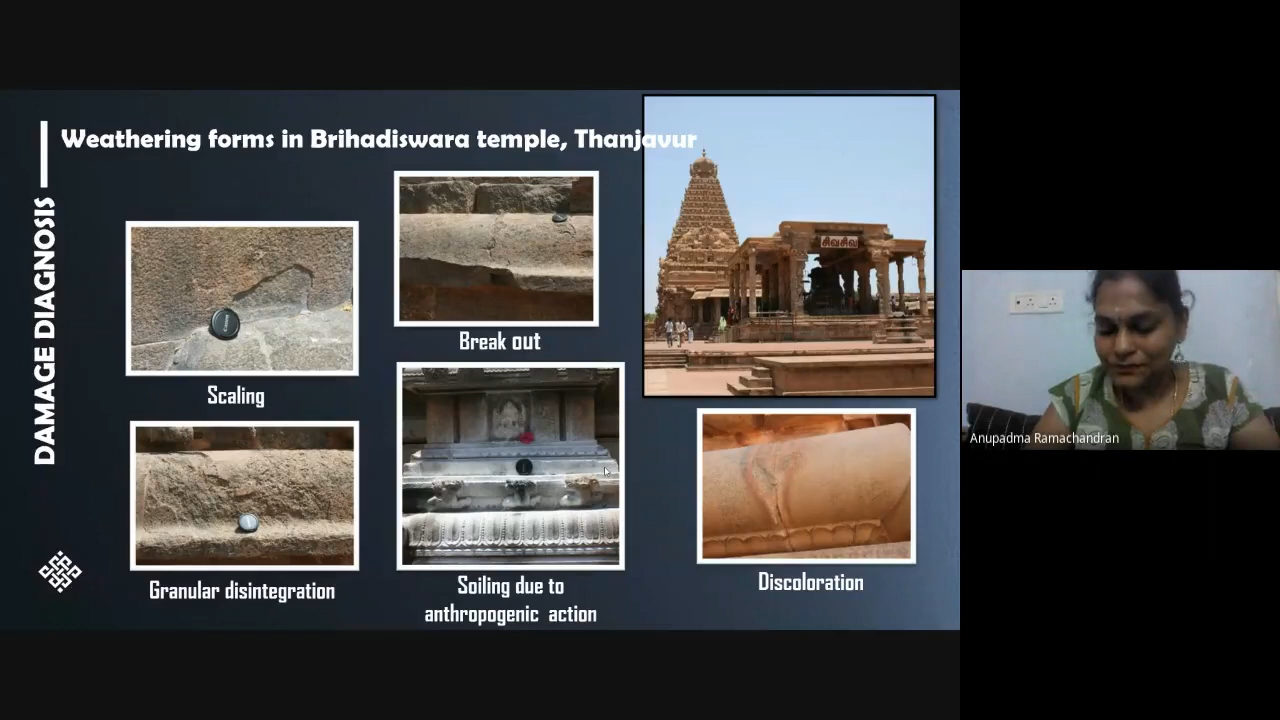 Weathering forms in Brihadiswara temple, Thanjavur
DAMAGE DIAGNOSIS
சிவசிவ
Break out
Scaling
Granular disintegration
Soiling due to
anthropogenic action
Discoloration
Anupadma Ramachandran